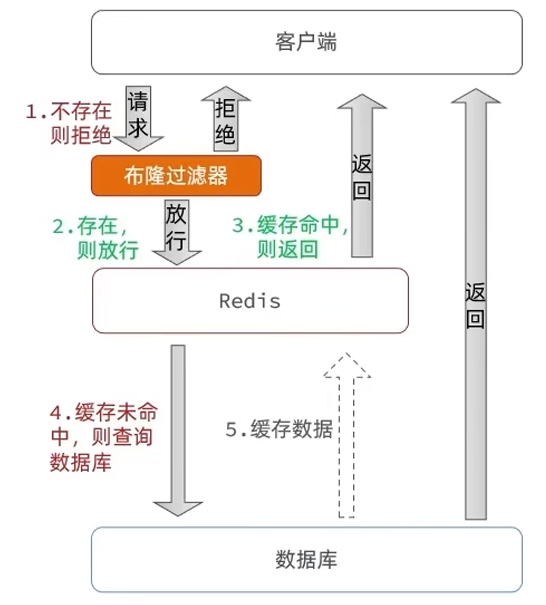 客户端
1.不存在
则拒绝
请求
拒绝
布隆过滤器
返回
2.存在，
则放行
放行
3.缓存命中，
则返回
Redis
返回
4.缓存未命
中，则查询
数据库
5.缓存数据
数据库